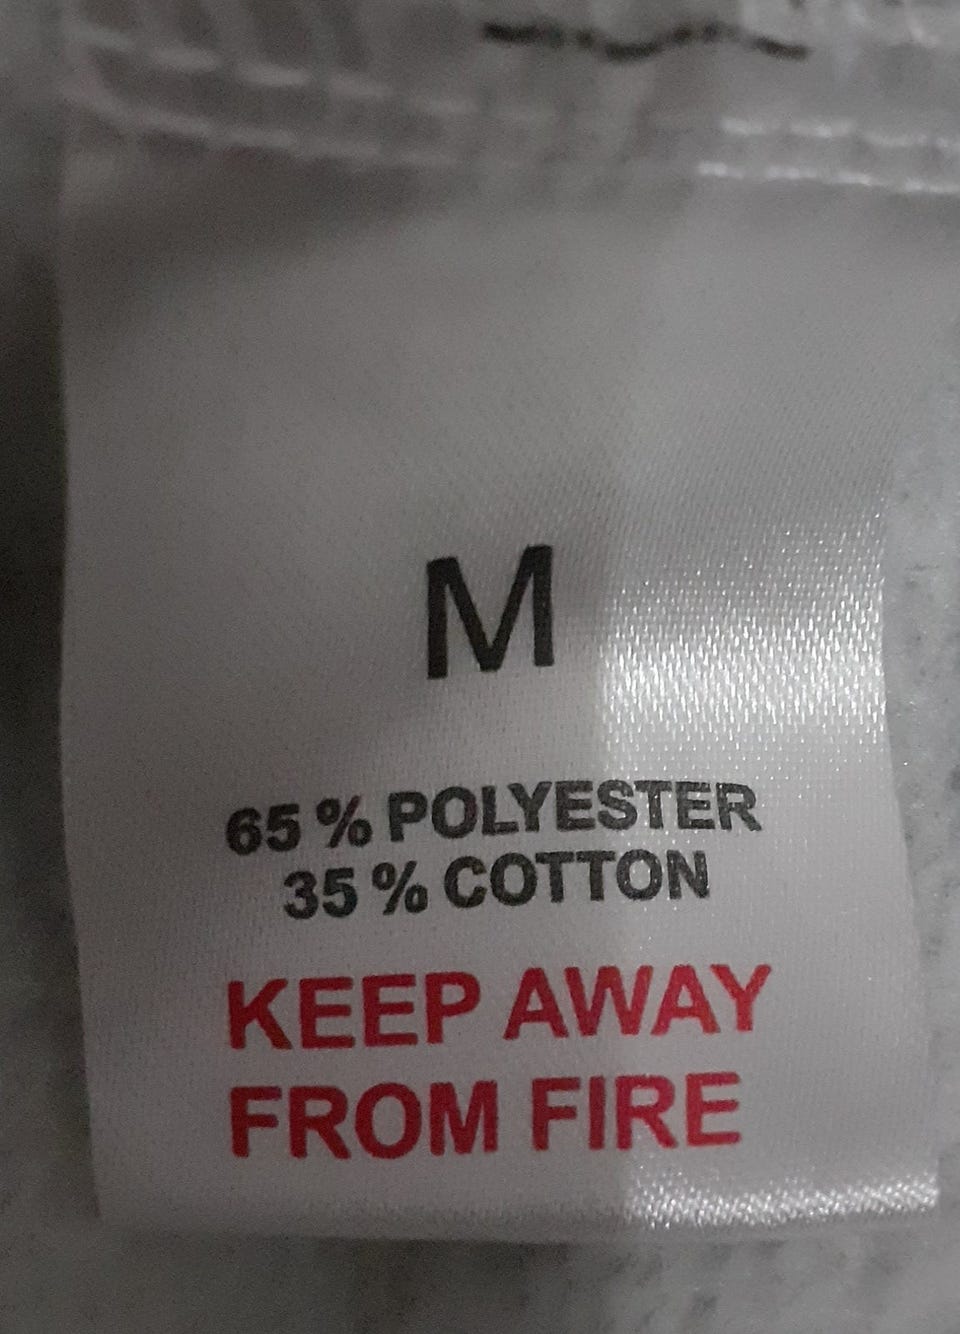 M
65 % POLYESTER
35 % COTTON
KEEP AWAY
FROM FIRE